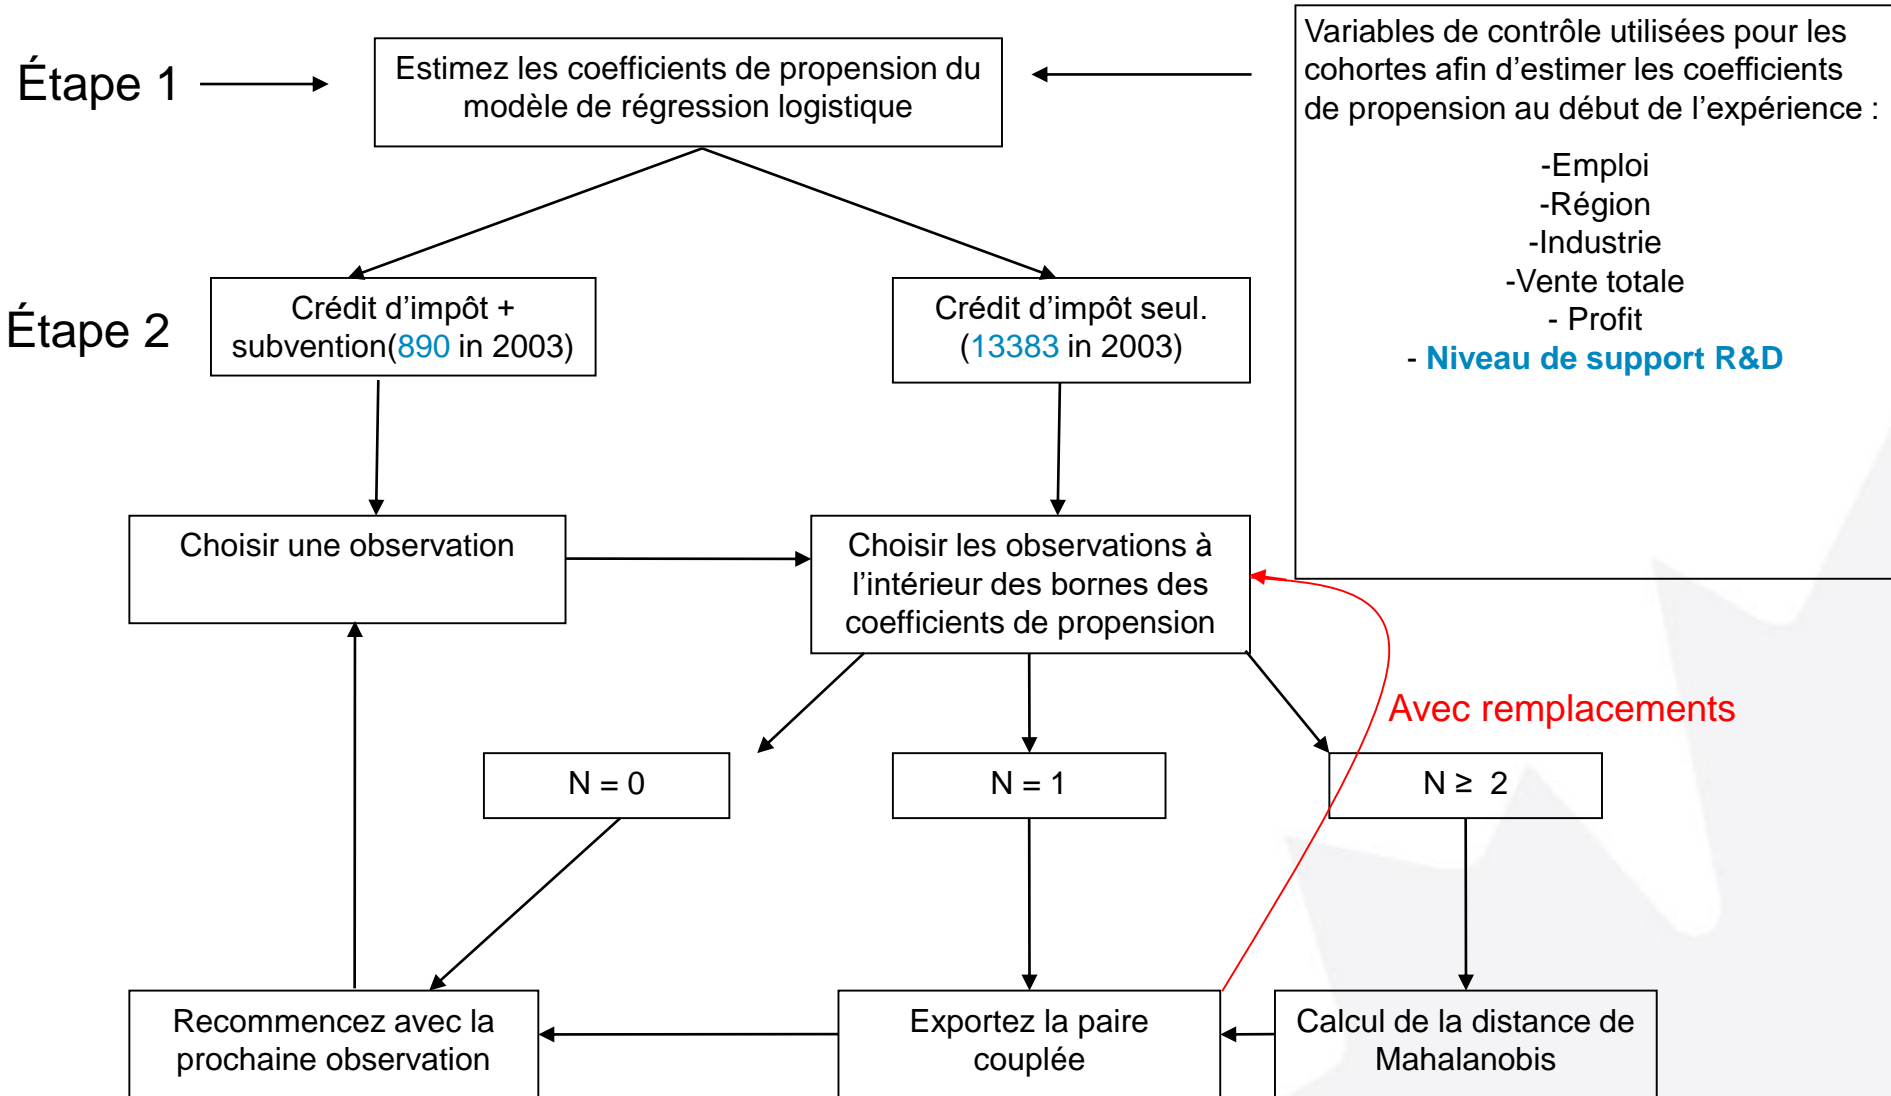 Étape 1
Estimez les coefficients de propension du
modèle de régression logistique
Variables de contrôle utilisées pour les
cohortes afin d’estimer les coefficients
de propension au début de l’expérience :
-Emploi
-Région
-Industrie
-Vente totale
- Profit
- Niveau de support R&D
Étape 2
Crédit d’impôt +
subvention(890 in 2003)
Crédit d’impôt seul.
(13383 in 2003)
Choisir une observation
Choisir les observations à
l’intérieur des bornes des
coefficients de propension
Avec remplacements
N = 0
N = 1
N ≥ 2
Recommencez avec la
prochaine observation
Exportez la paire
couplée
Calcul de la distance de
Mahalanobis